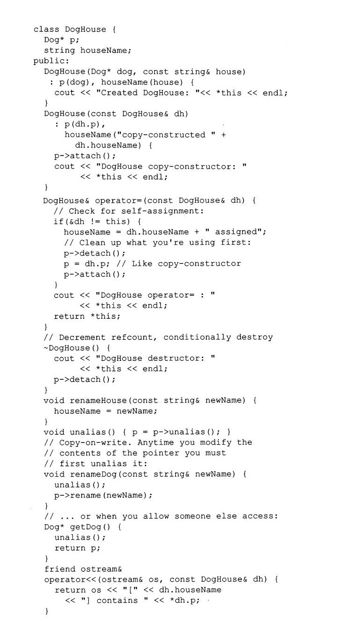 class DogHouse {
  Dog* p;
  string houseName;
public:
  DogHouse(Dog* dog, const string& house)
   : p(dog), houseName(house) {
    cout << "Created DogHouse: "<< *this << endl;
  }
  DogHouse(const DogHouse& dh)
    : p(dh.p),
      houseName("copy-constructed " +
        dh.houseName) {
    p->attach();
    cout << "DogHouse copy-constructor: "
         << *this << endl;
  }
  DogHouse& operator=(const DogHouse& dh) {
    // Check for self-assignment:
    if(&dh != this) {
      houseName = dh.houseName + " assigned";
      // Clean up what you're using first:
      p->detach();
      p = dh.p; // Like copy-constructor
      p->attach();
    }
    cout << "DogHouse operator= : "
         << *this << endl;
    return *this;
  }
  // Decrement refcount, conditionally destroy
  ~DogHouse() {
    cout << "DogHouse destructor: "
         << *this << endl;
    p->detach();
  }
  void renameHouse(const string& newName) {
    houseName = newName;
  }
  void unalias() { p = p->unalias(); }
  // Copy-on-write. Anytime you modify the
  // contents of the pointer you must
  // first unalias it:
  void renameDog(const string& newName) {
    unalias();
    p->rename(newName);
  }
  // ... or when you allow someone else access:
  Dog* getDog() {
    unalias();
    return p;
  }
  friend ostream&
  operator<<(ostream& os, const DogHouse& dh) {
    return os << "[" << dh.houseName
      << "] contains " << *dh.p;
  }